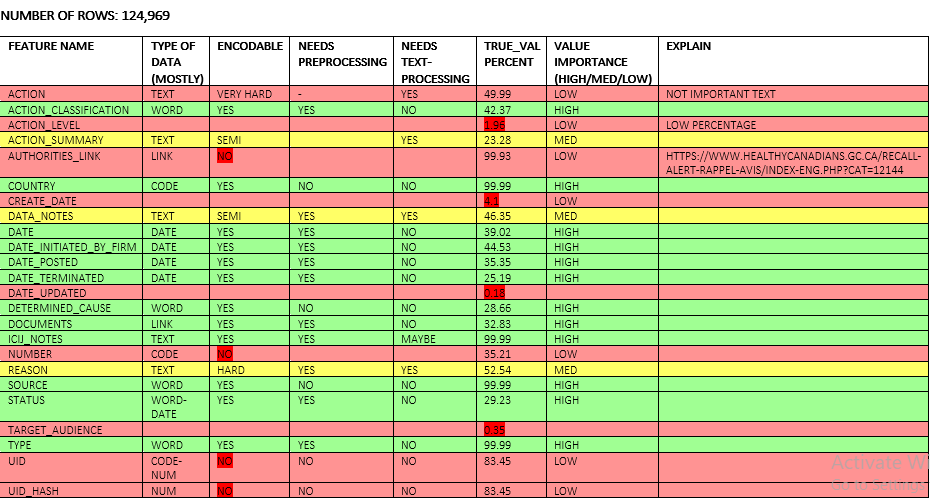 NUMBER OF ROWS: 124,969
FEATURE NAME TYPE OF DATA (MOSTLY) ENCODABLE NEEDS PREPROCESSING NEEDS TEXT-PROCESSING TRUE_VAL PERCENT VALUE IMPORTANCE (HIGH/MED/LOW) EXPLAIN
ACTION TEXT VERY HARD - YES 49.99 LOW NOT IMPORTANT TEXT
ACTION_CLASSIFICATION WORD YES YES NO 42.37 HIGH
ACTION_LEVEL 1.96 LOW LOW PERCENTAGE
ACTION_SUMMARY TEXT SEMI YES 23.28 MED
AUTHORITIES_LINK LINK NO 99.93 LOW HTTPS://WWW.HEALTHYCANADIANS.GC.CA/RECALL-
ALERT-RAPPEL-AVIS/INDEX-ENG.PHP?CAT=12144
COUNTRY CODE YES NO NO 99.99 HIGH
CREATE_DATE 4.1 LOW
DATA_NOTES TEXT SEMI YES YES 46.35 MED
DATE DATE YES YES NO 39.02 HIGH
DATE_INITIATED_BY_FIRM DATE YES YES NO 44.53 HIGH
DATE_POSTED DATE YES YES NO 35.35 HIGH
DATE_TERMINATED DATE YES YES NO 25.19 HIGH
DATE_UPDATED 0.18
DETERMINED_CAUSE WORD YES NO NO 28.66 HIGH
DOCUMENTS LINK YES YES NO 32.83 HIGH
ICIJ_NOTES TEXT YES YES MAYBE 99.99 HIGH
NUMBER CODE NO 35.21 LOW
REASON TEXT HARD YES YES 52.54 MED
SOURCE WORD YES NO NO 99.99 HIGH
STATUS WORD-DATE YES YES NO 29.23 HIGH
TARGET_AUDIENCE 0.35
TYPE WORD YES YES NO 99.99 HIGH
UID CODE-NUM NO NO NO 83.45 LOW
Activate Wi
UID_HASH NUM NO NO NO 83.45 LOW